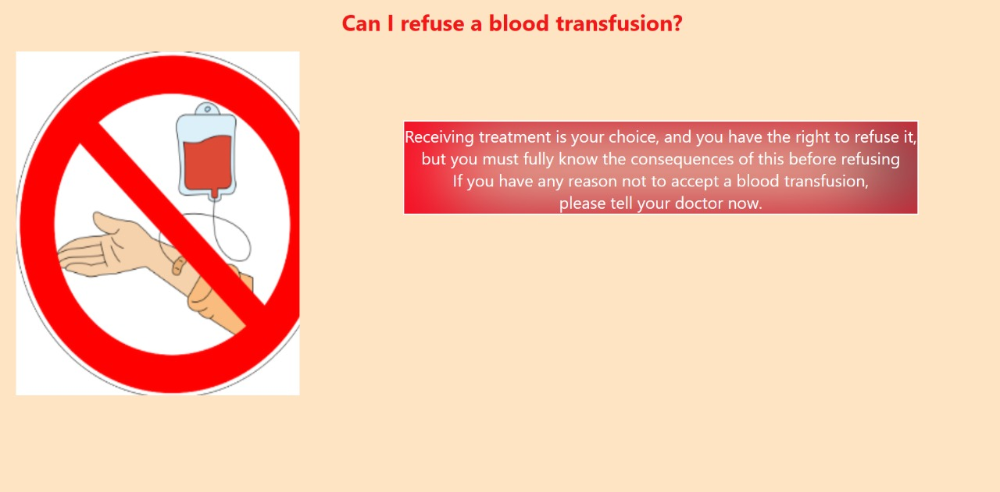 Can I refuse a blood transfusion?
Receiving treatment is your choice, and you have the right to refuse it,
but you must fully know the consequences of this before refusing
If you have any reason not to accept a blood transfusion,
please tell your doctor now.